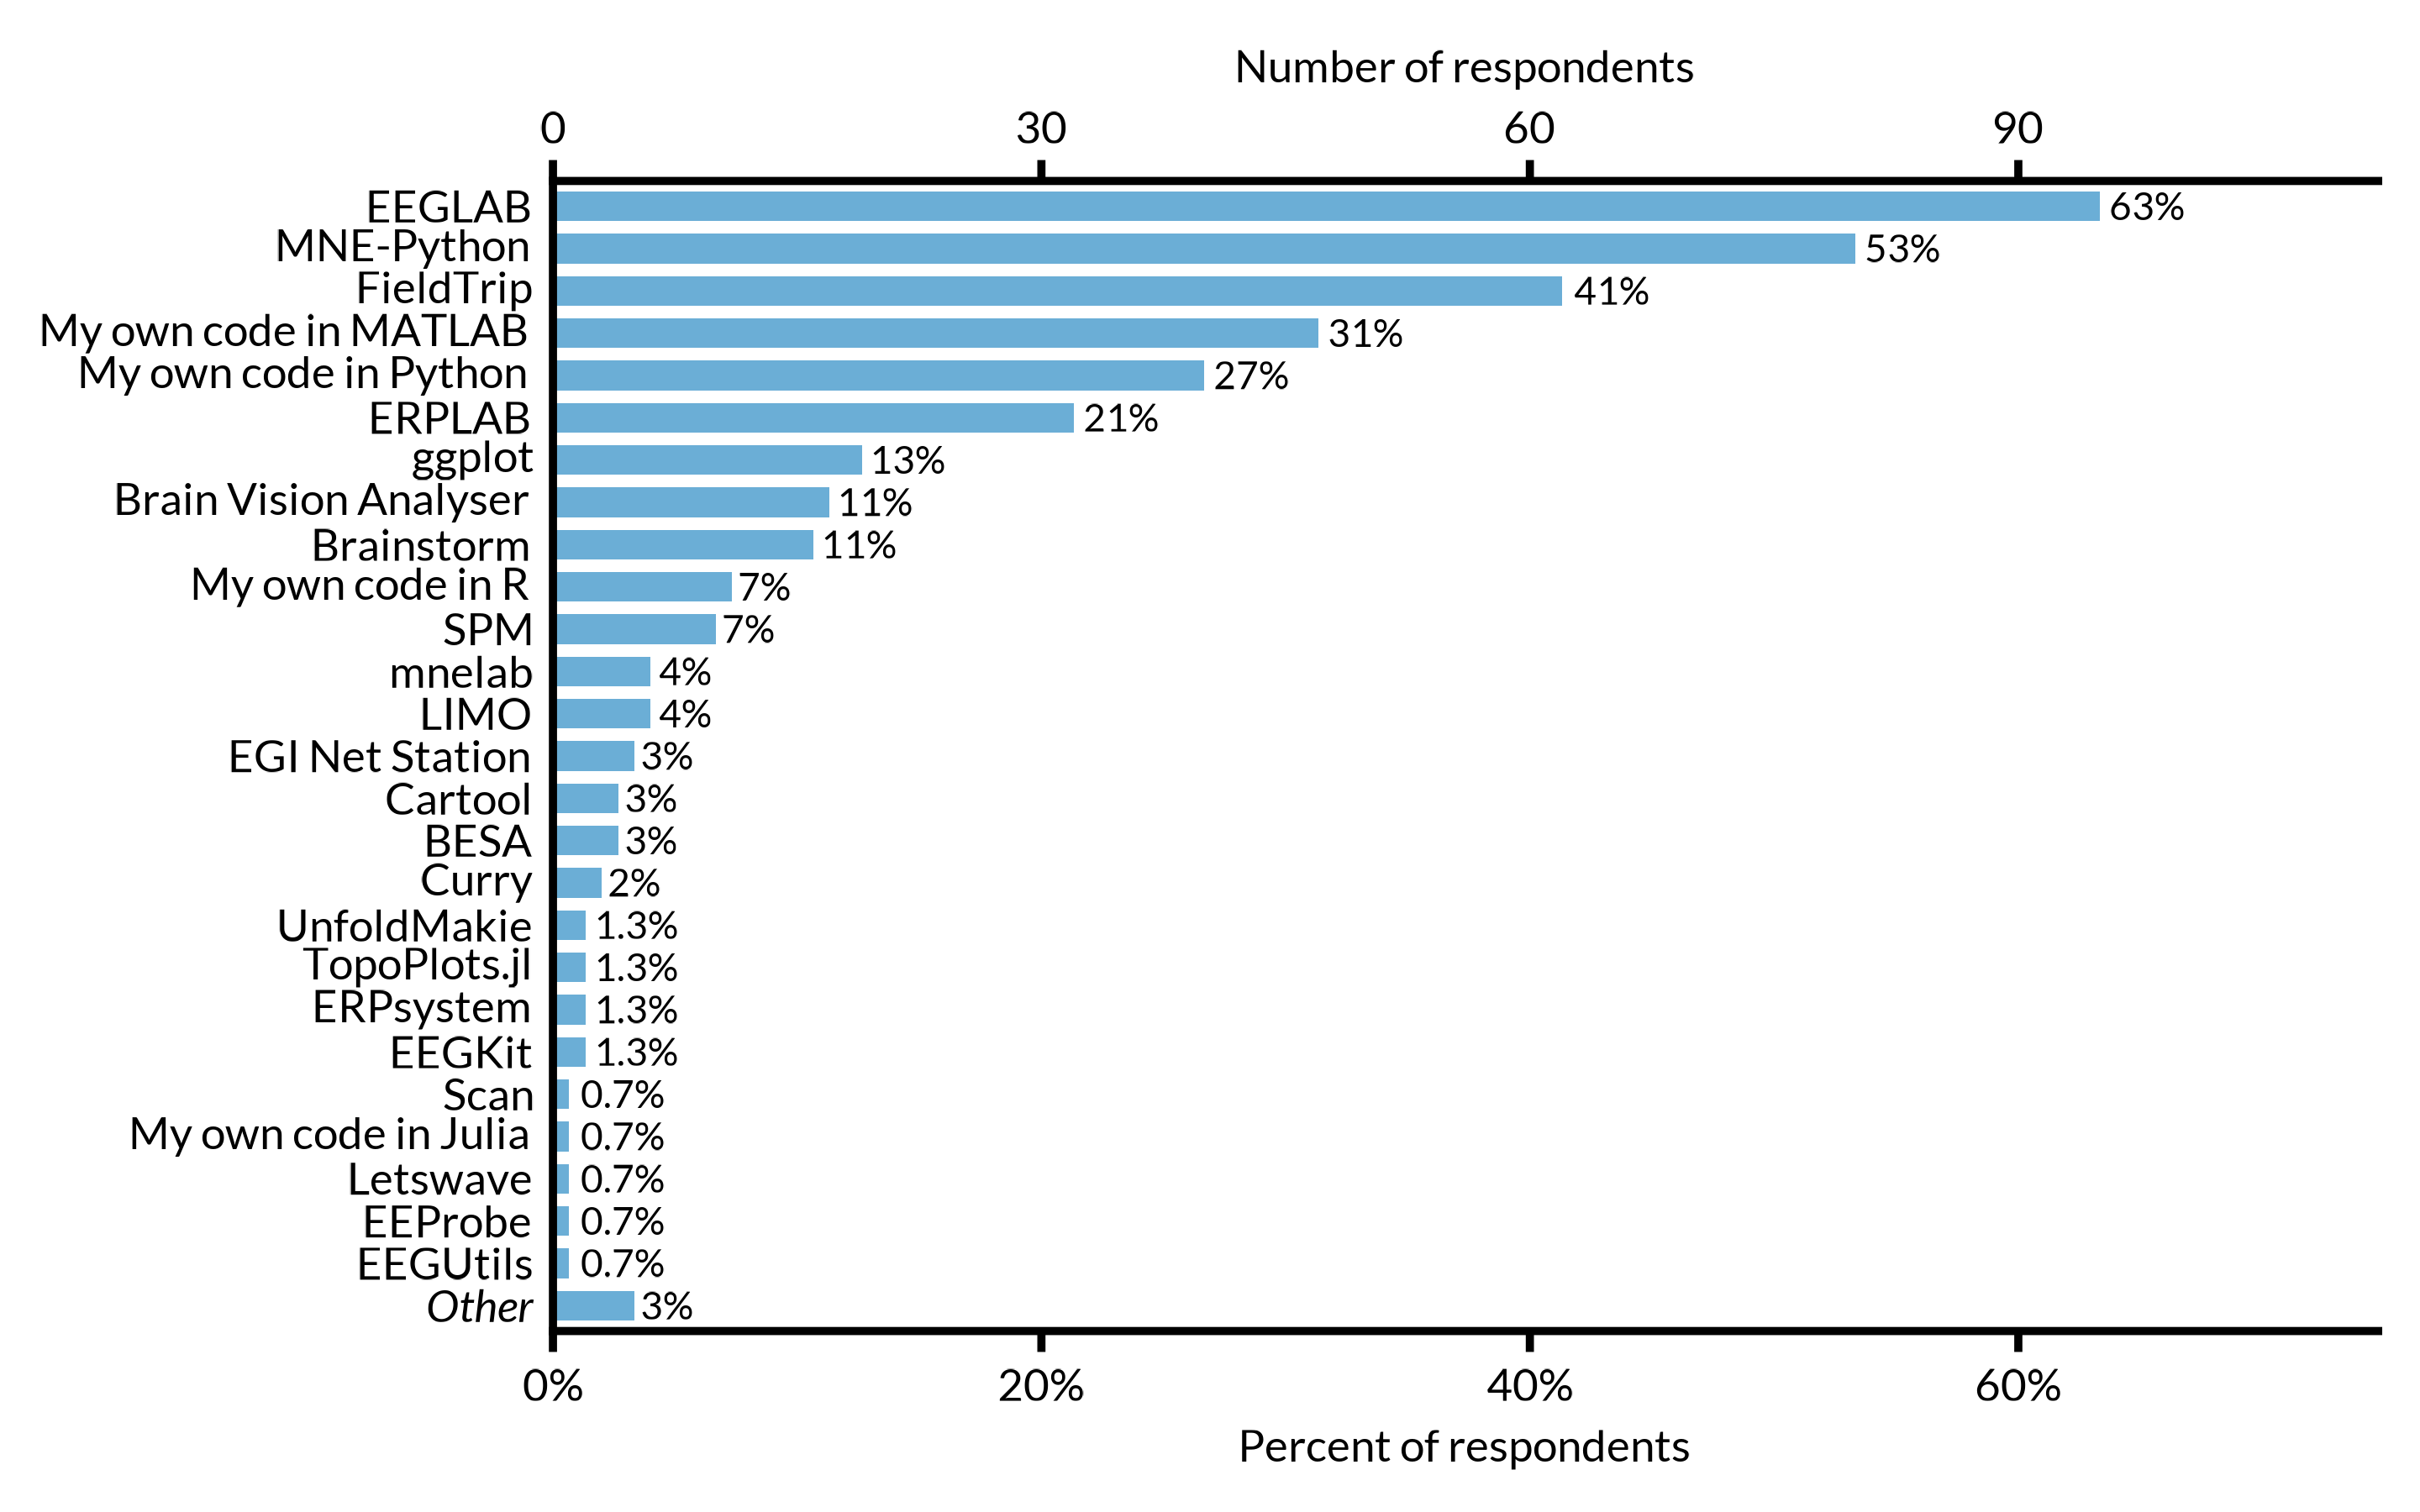 Number of respondents
0 30 60 90
EEGLAB 63%
MNE-Python 53%
FieldTrip 41%
My own code in MATLAB 31%
My own code in Python 27%
ERPLAB 21%
ggplot 13%
Brain Vision Analyser 11%
Brainstorm 11%
My own code in R 7%
SPM 7%
mnelab 4%
LIMO 4%
EGI Net Station 3%
Cartool 3%
BESA 3%
Curry 2%
UnfoldMakie 1.3%
TopoPlots.jl 1.3%
ERPsystem 1.3%
EEGKit 1.3%
Scan 0.7%
My own code in Julia 0.7%
Letswave 0.7%
EEProbe 0.7%
EEGUtils 0.7%
Other 3%
0% 20% 40% 60%
Percent of respondents